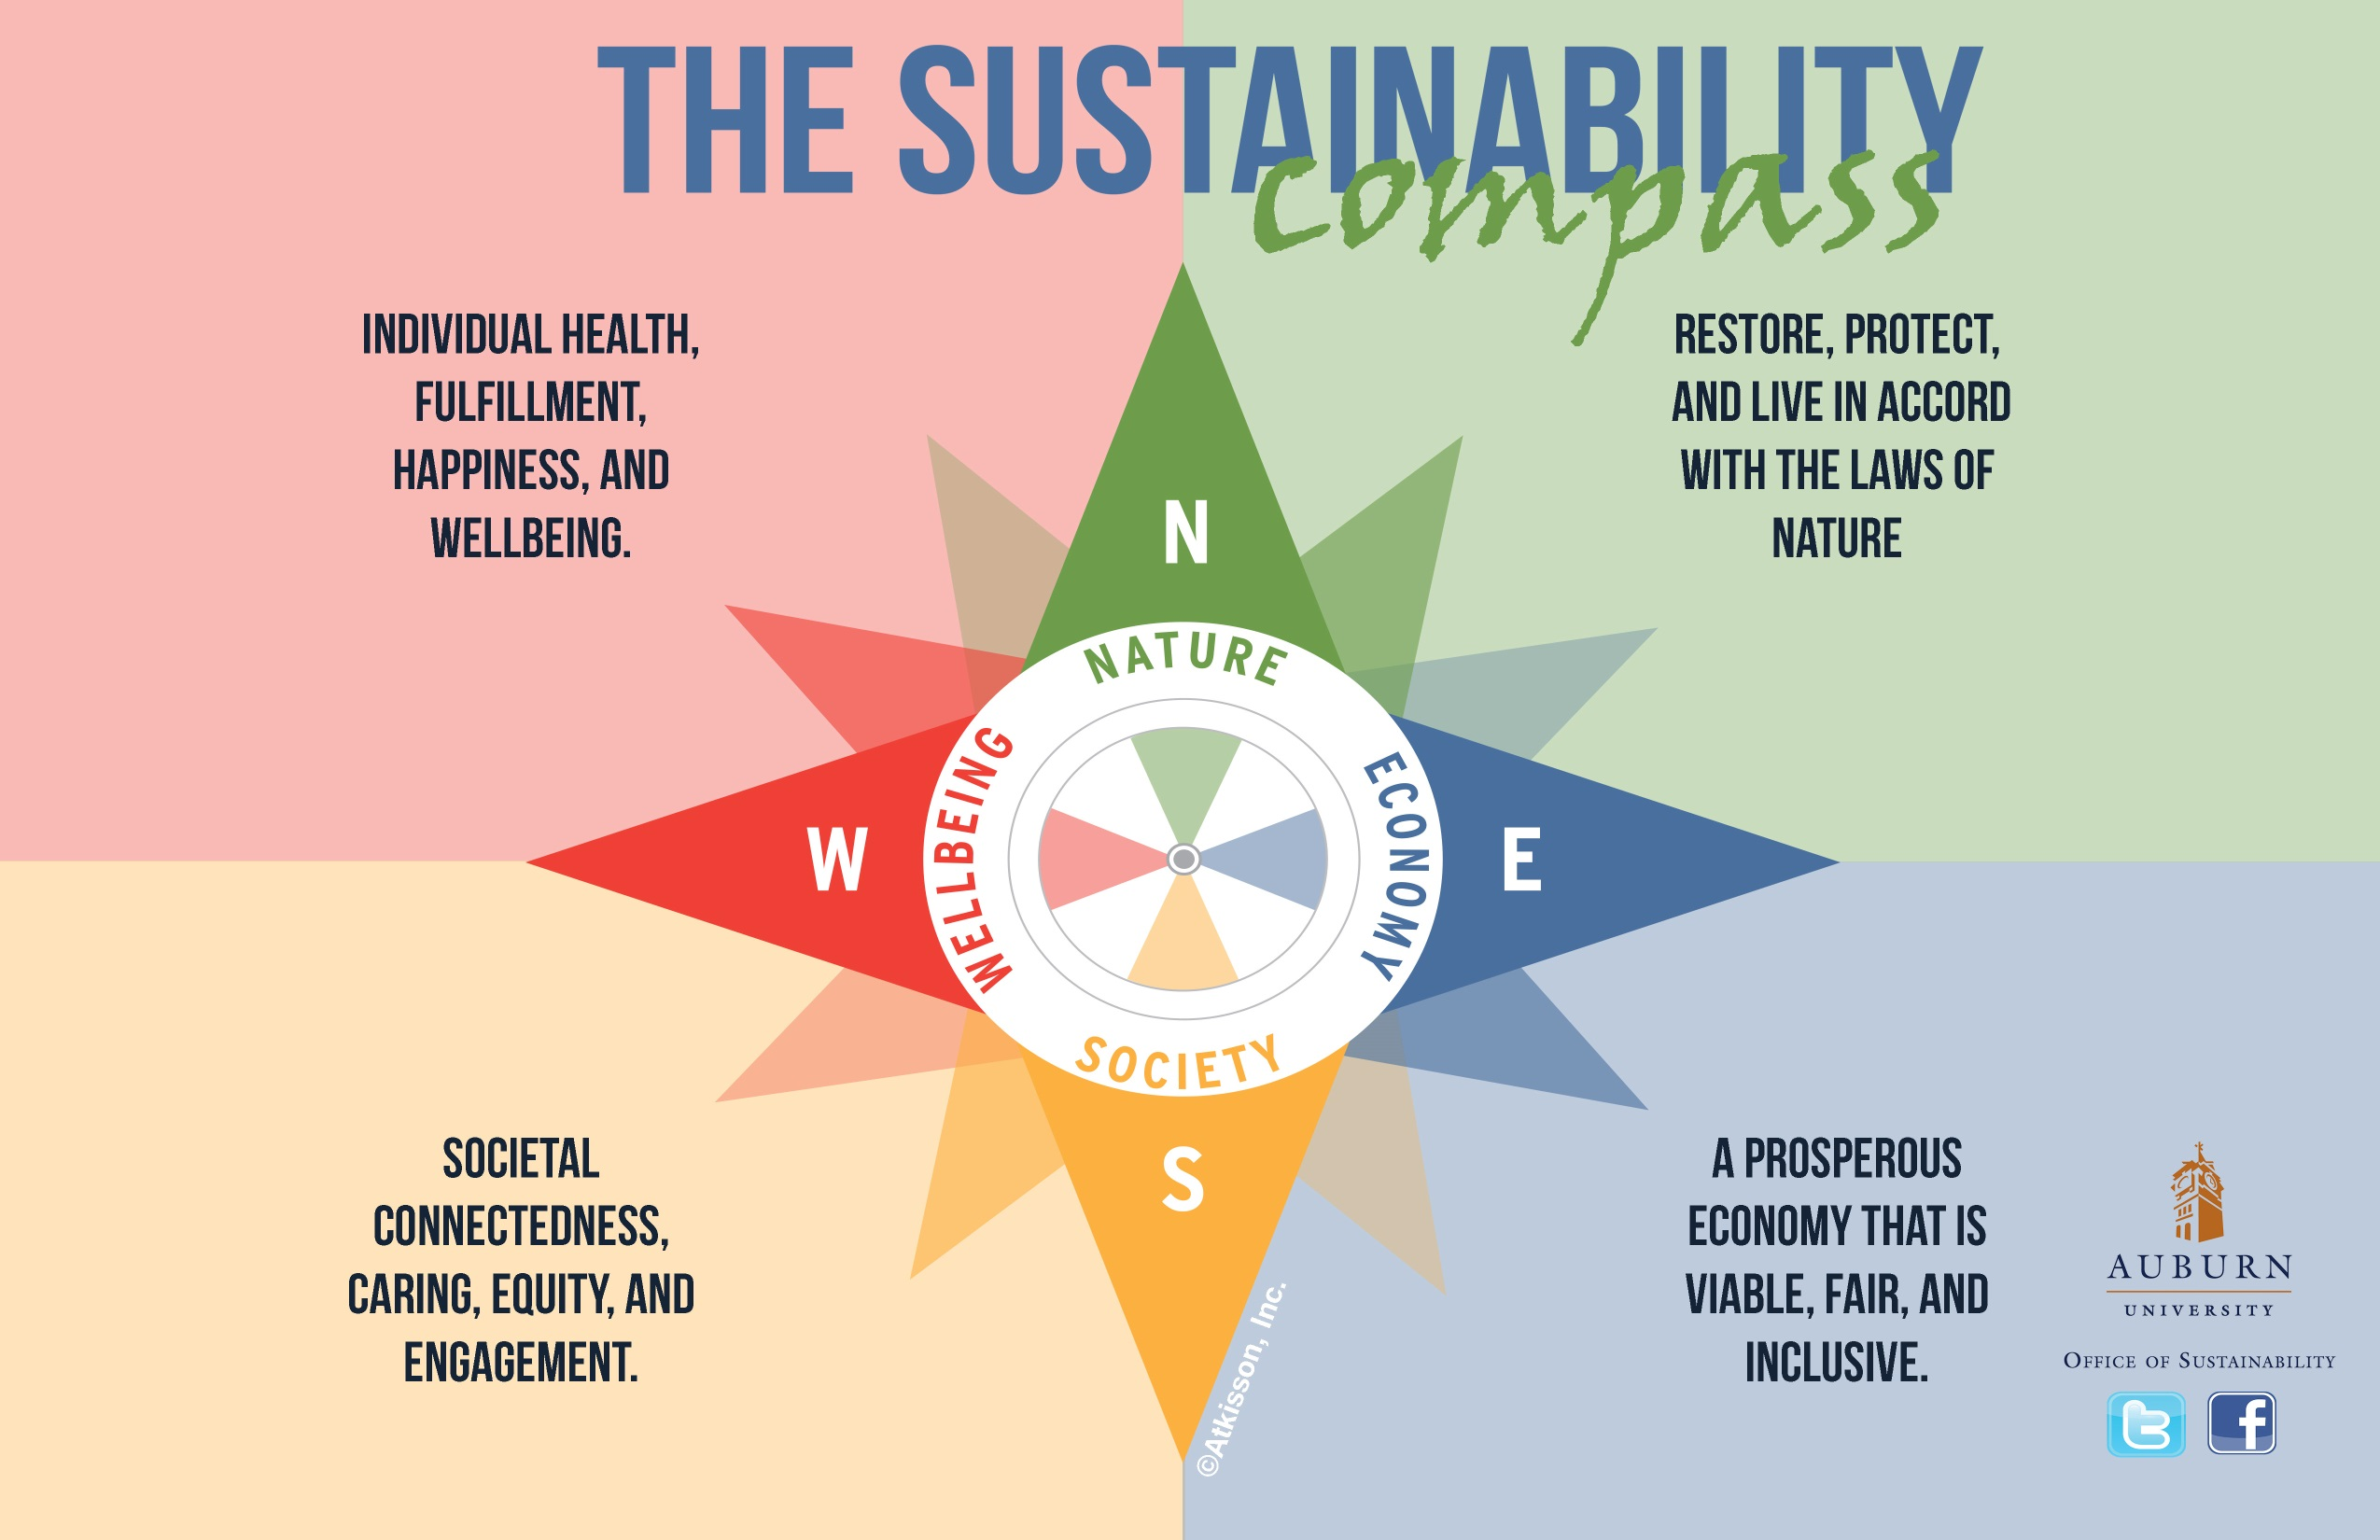 THE SUSTAINABILITY
compass
INDIVIDUAL HEALTH,
FULFILLMENT,
HAPPINESS, AND
WELLBEING.
RESTORE, PROTECT,
AND LIVE IN ACCORD
WITH THE LAWS OF
NATURE
N
NATURE
W
WELLBEING
ECONOMY
E
SOCIETY
S
SOCIETAL
CONNECTEDNESS,
CARING, EQUITY, AND
ENGAGEMENT.
A PROSPEROUS
ECONOMY THAT IS
VIABLE, FAIR, AND
INCLUSIVE.
©Atkisson, Inc.
AUBURN
UNIVERSITY
OFFICE OF SUSTAINABILITY
t
f